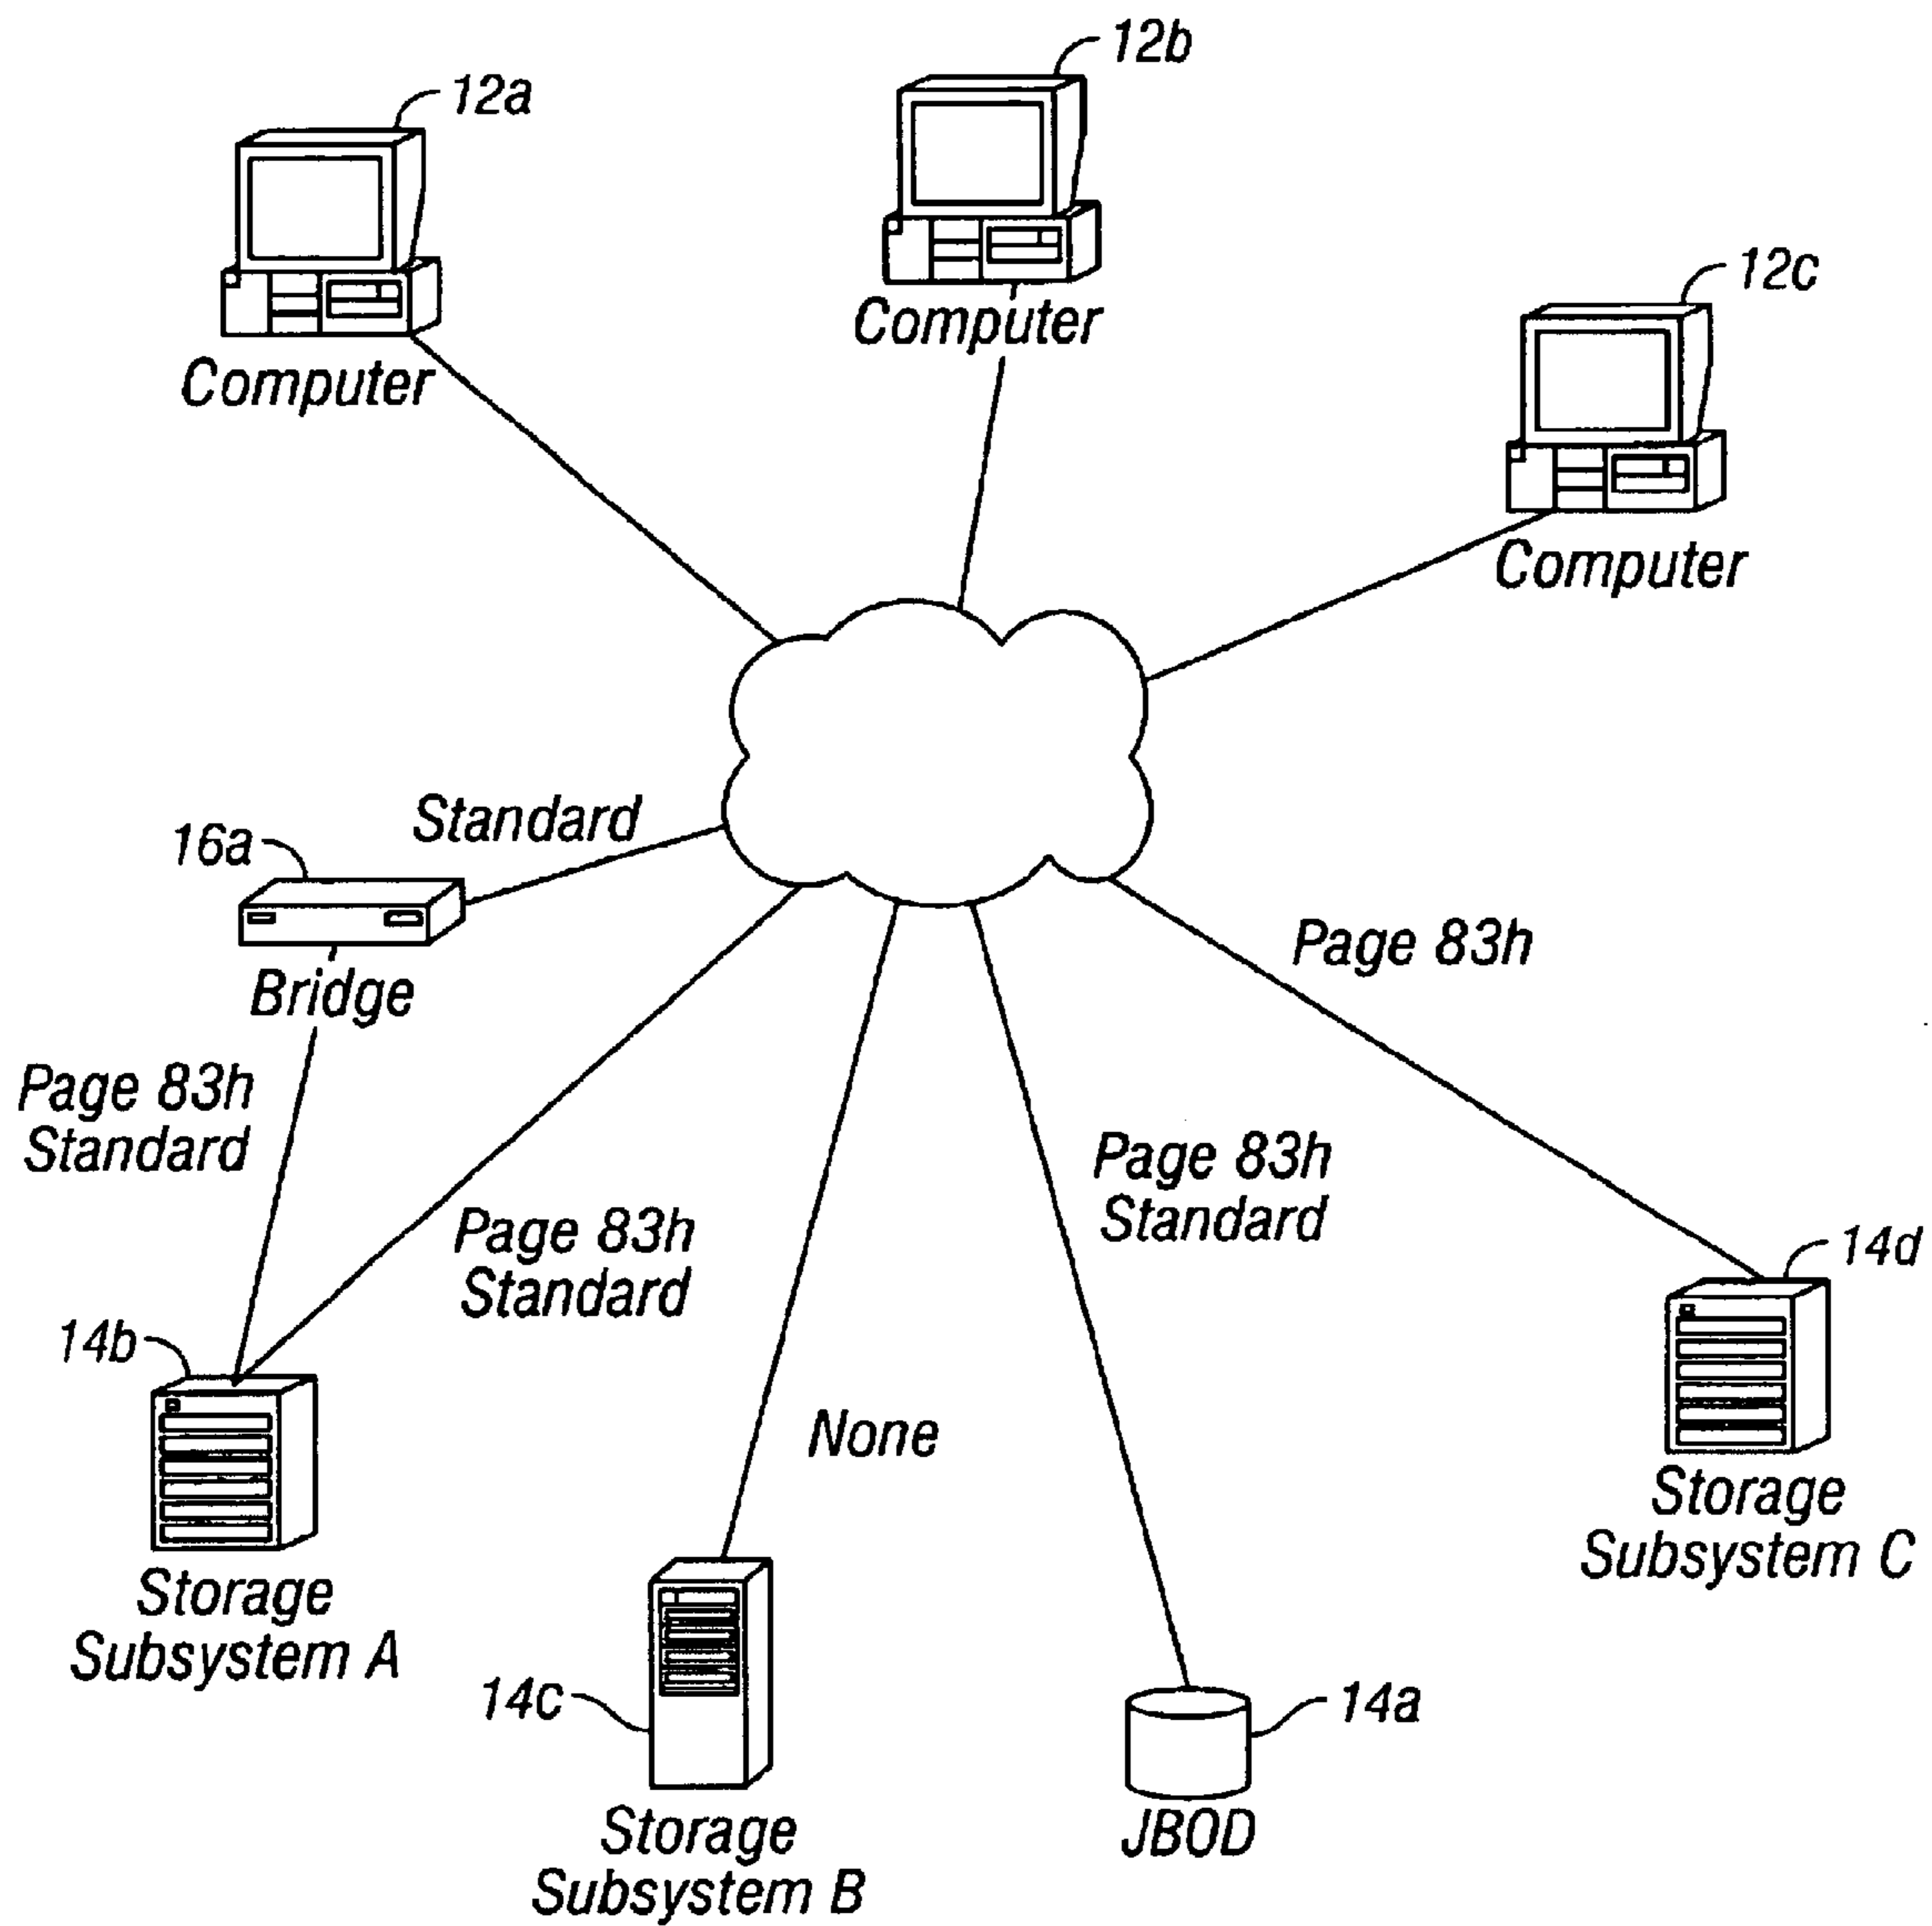 12b
12a
Computer
12c
Computer
Computer
Standard
16a
Bridge
Page 83h
Page 83h
Standard
Page 83h
Standard
Page 83h
Standard
14d
14b
None
Storage
Subsystem C
Storage
Subsystem A
14c
14a
Storage
Subsystem B
JBOD